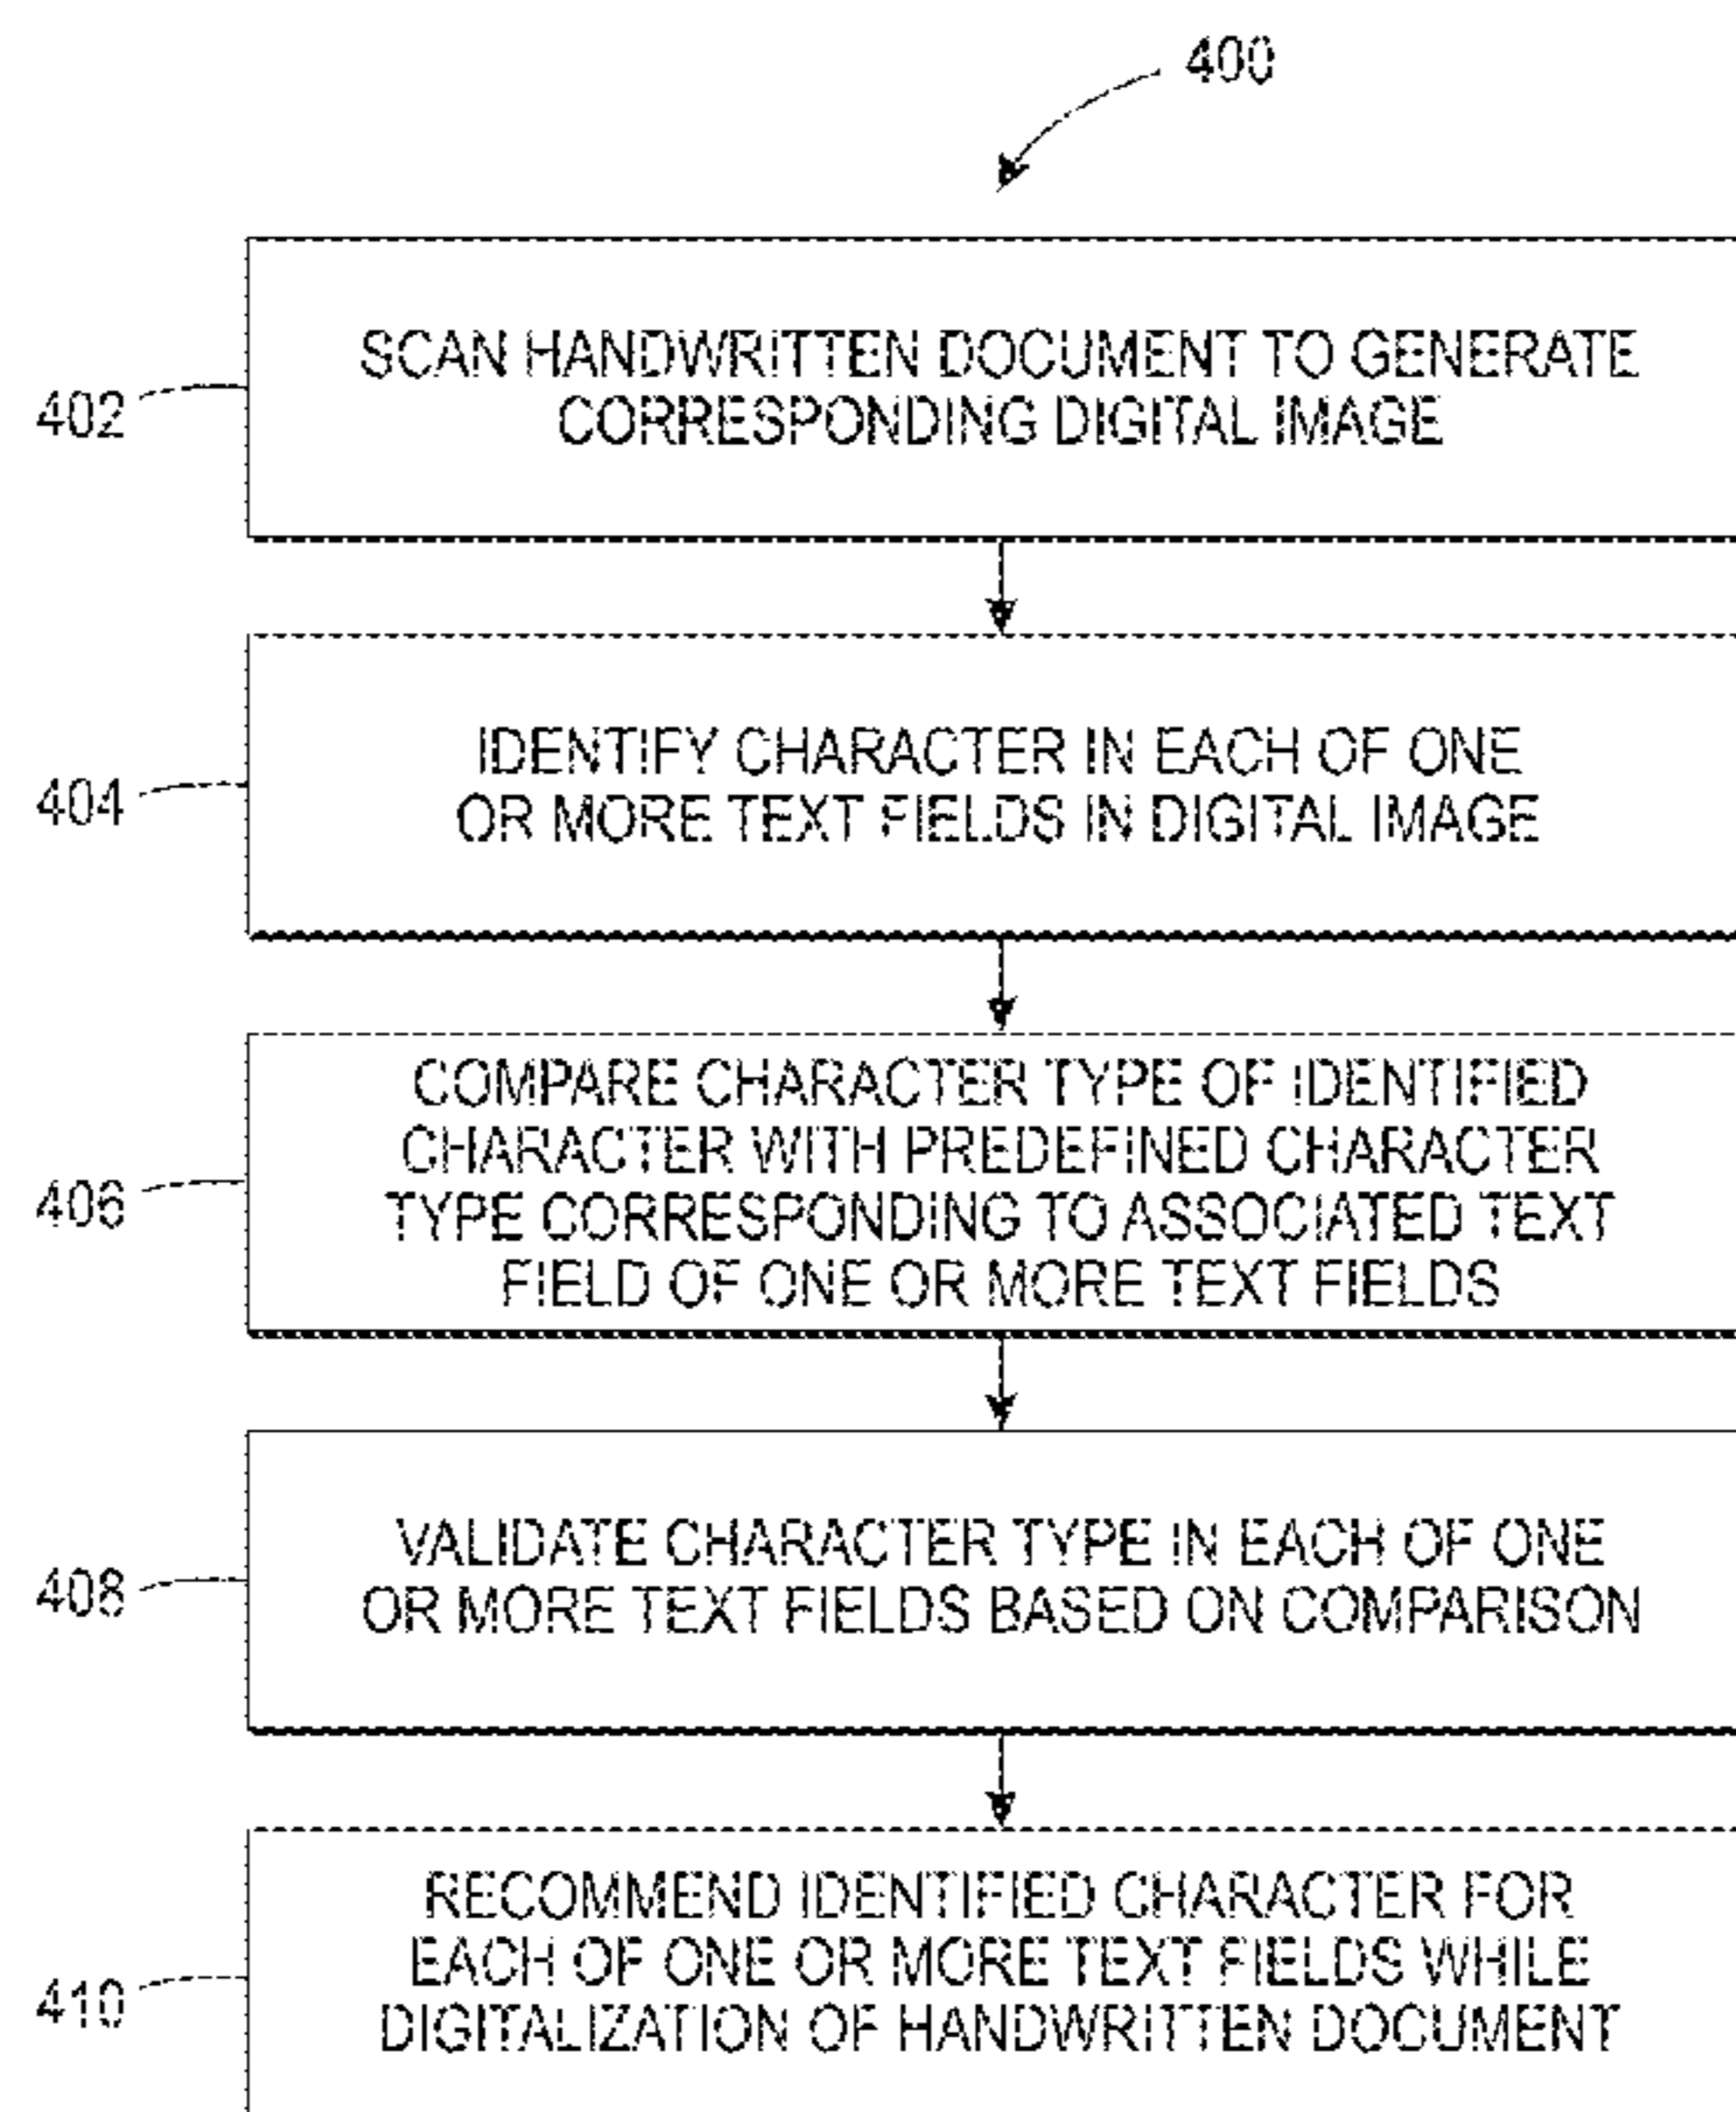 400
402
SCAN HANDWRITTEN DOCUMENT TO GENERATE
CORRESPONDING DIGITAL IMAGE
404
IDENTIFY CHARACTER IN EACH OF ONE
OR MORE TEXT FIELDS IN DIGITAL IMAGE
406
COMPARE CHARACTER TYPE OF IDENTIFIED
CHARACTER WITH PREDEFINED CHARACTER
TYPE CORRESPONDING TO ASSOCIATED TEXT
FIELD OF ONE OR MORE TEXT FIELDS
408
VALIDATE CHARACTER TYPE IN EACH OF ONE
OR MORE TEXT FIELDS BASED ON COMPARISON
410
RECOMMEND IDENTIFIED CHARACTER FOR
EACH OF ONE OR MORE TEXT FIELDS WHILE
DIGITALIZATION OF HANDWRITTEN DOCUMENT